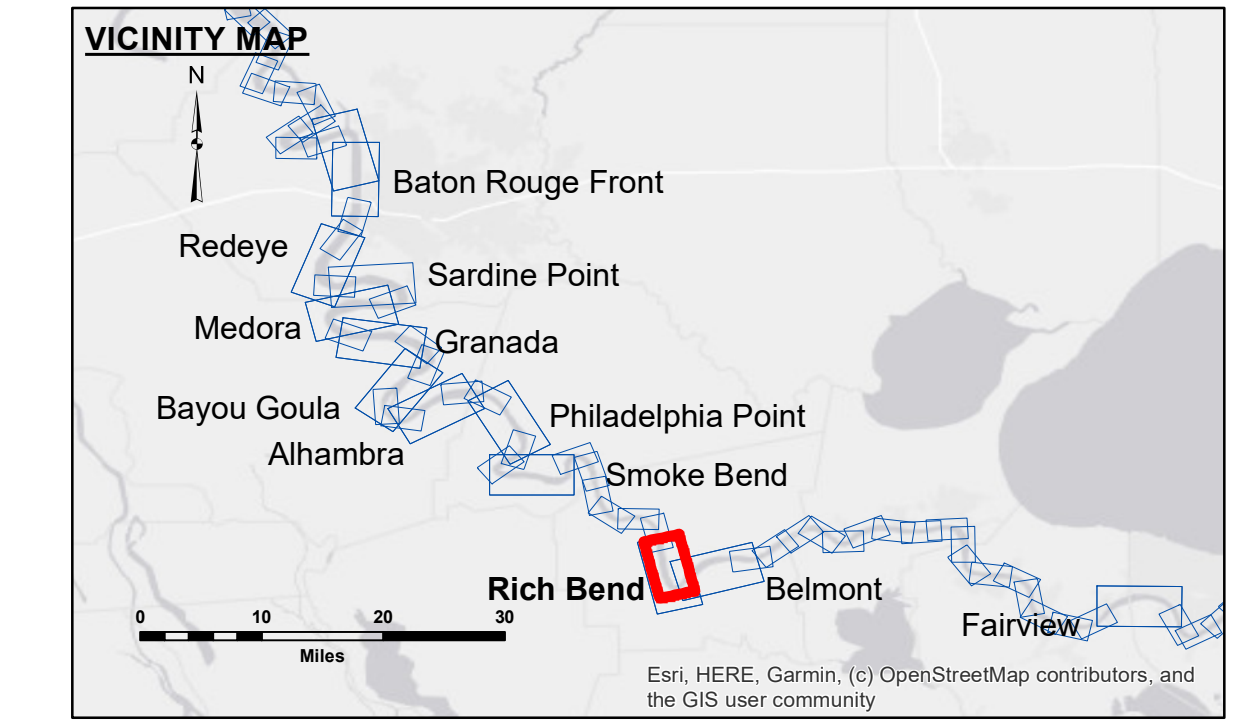 VICINITY MAP
N
Baton Rouge Front
Redeye
Sardine Point
Medora
Granada
Bayou Goula
Philadelphia Point
Alhambra
Smoke Bend
Rich Bend
Belmont
Fairview
0 10 20 30
Miles
Esri, HERE, Garmin, (c) OpenStreetMap contributors, and
the GIS user community